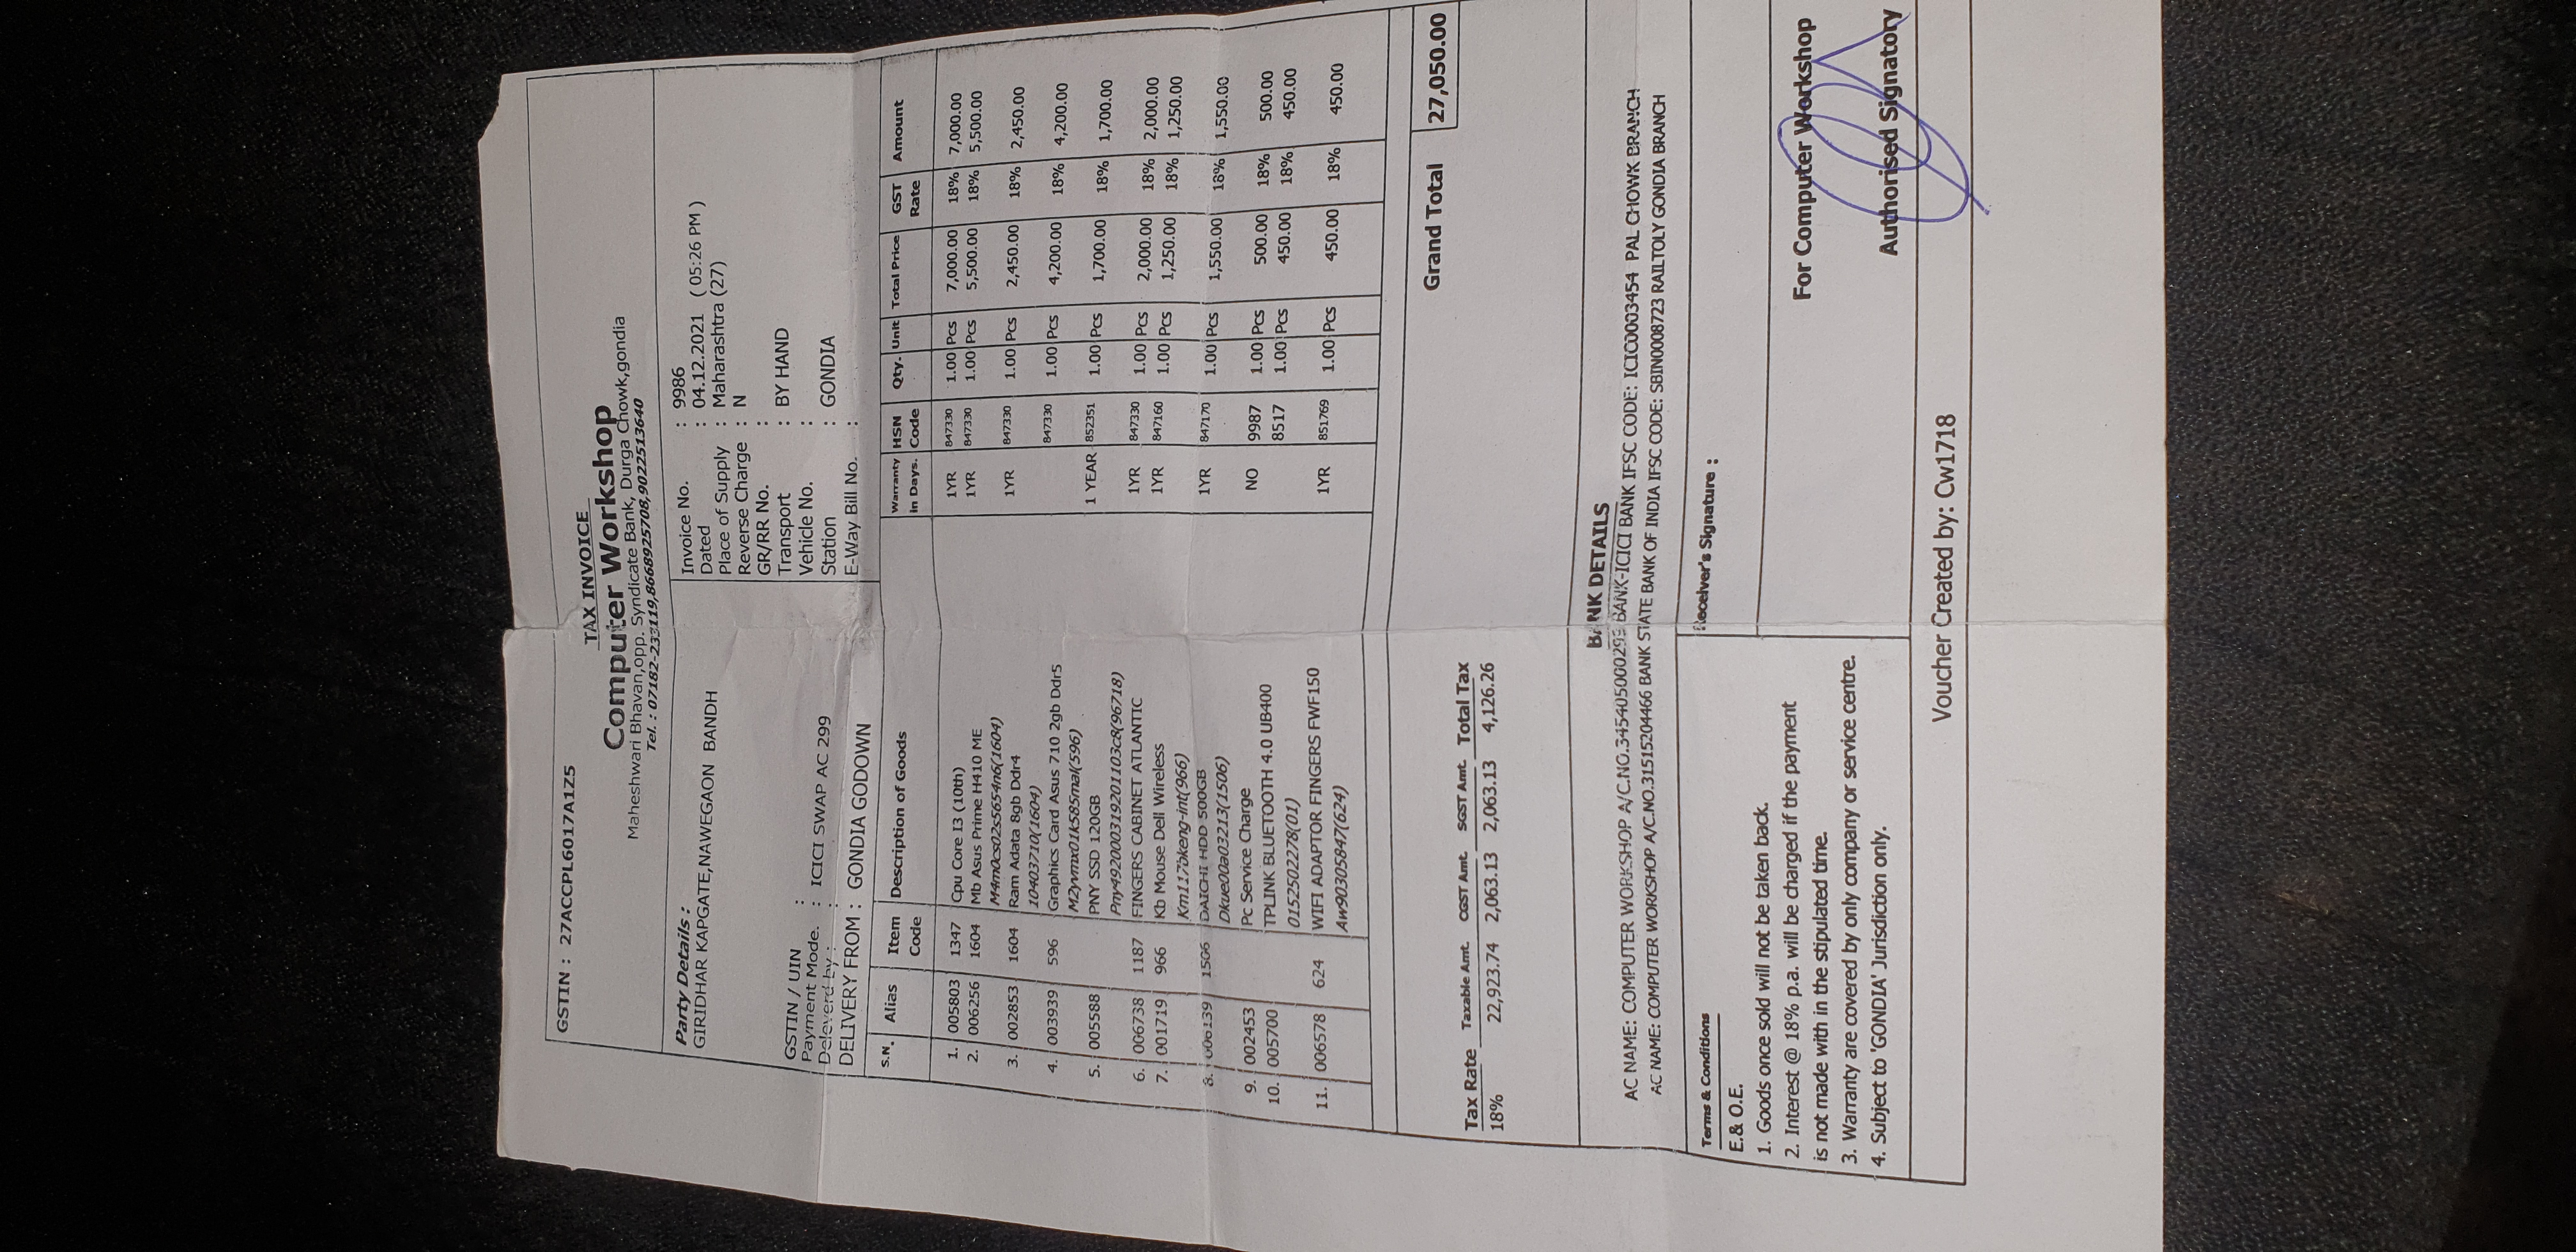 GSTIN : 27ACCPL6017A1Z5
TAX INVOICE
Computer Workshop
Maheshwari Bhavan,opp. Syndicate Bank, Durga Chowk,gondia
Tel. : 07182-233119,8668925708,9022513640
Party Details :
GIRIDHAR KAPGATE,NAWEGAON BANDH
GSTIN / UIN :
Payment Mode. : ICICI SWAP AC 299
Deleverd by : :
DELIVERY FROM : GONDIA GODOWN
Invoice No. : 9986
Dated : 04.12.2021 ( 05:26 PM )
Place of Supply : Maharashtra (27)
Reverse Charge : N
GR/RR No. :
Transport : BY HAND
Vehicle No. :
Station : GONDIA
E-Way Bill No. :
S.N. Alias Item Code Description of Goods Warranty in Days. HSN Code Qty. Unit Total Price GST Rate Amount
1. 005803 1347 Cpu Core I3 (10th) 1YR 847330 1.00 Pcs 7,000.00 18% 7,000.00
2. 006256 1604 Mb Asus Prime H410 ME 1YR 847330 1.00 Pcs 5,500.00 18% 5,500.00
M4m0cs02s5654n6(1604)
3. 002853 1604 Ram Adata 8gb Ddr4 1YR 847330 1.00 Pcs 2,450.00 18% 2,450.00
10403710(1604)
4. 003939 596 Graphics Card Asus 710 2gb Ddr5 847330 1.00 Pcs 4,200.00 18% 4,200.00
M2yvmx01k585mal(596)
5. 005588 PNY SSD 120GB 1 YEAR 852351 1.00 Pcs 1,700.00 18% 1,700.00
Pny492000319201103c8(96718)
6. 006738 1187 FINGERS CABINET ATLANTIC 1YR 847330 1.00 Pcs 2,000.00 18% 2,000.00
7. 001719 966 Kb Mouse Dell Wireless 1YR 847160 1.00 Pcs 1,250.00 18% 1,250.00
Km117bkeng-int(966)
8. 006139 1506 DAICHI HDD 500GB 1YR 847170 1.00 Pcs 1,550.00 18% 1,550.00
Dkue00a03213(1506)
9. 002453 Pc Service Charge NO 9987 1.00 Pcs 500.00 18% 500.00
10. 005700 TPLINK BLUETOOTH 4.0 UB400 8517 1.00 Pcs 450.00 18% 450.00
0152502278(01)
11. 006578 624 WIFI ADAPTOR FINGERS FWF150 1YR 851769 1.00 Pcs 450.00 18% 450.00
Aw90305847(624)
Grand Total 27,050.00
Tax Rate Taxable Amt. CGST Amt. SGST Amt. Total Tax
18% 22,923.74 2,063.13 2,063.13 4,126.26
BANK DETAILS
AC NAME: COMPUTER WORKSHOP A/C.NO.345405000299 BANK-ICICI BANK IFSC CODE: ICIC0003454 PAL CHOWK BRANCH
AC NAME: COMPUTER WORKSHOP A/C.NO.31515204466 BANK STATE BANK OF INDIA IFSC CODE: SBIN0008723 RAILTOLY GONDIA BRANCH
Terms & Conditions
E.& O.E.
1. Goods once sold will not be taken back.
2. Interest @ 18% p.a. will be charged if the payment
is not made with in the stipulated time.
3. Warranty are covered by only company or service centre.
4. Subject to 'GONDIA' Jurisdiction only.
Receiver's Signature :
For Computer Workshop
Authorised Signatory
Voucher Created by: Cw1718